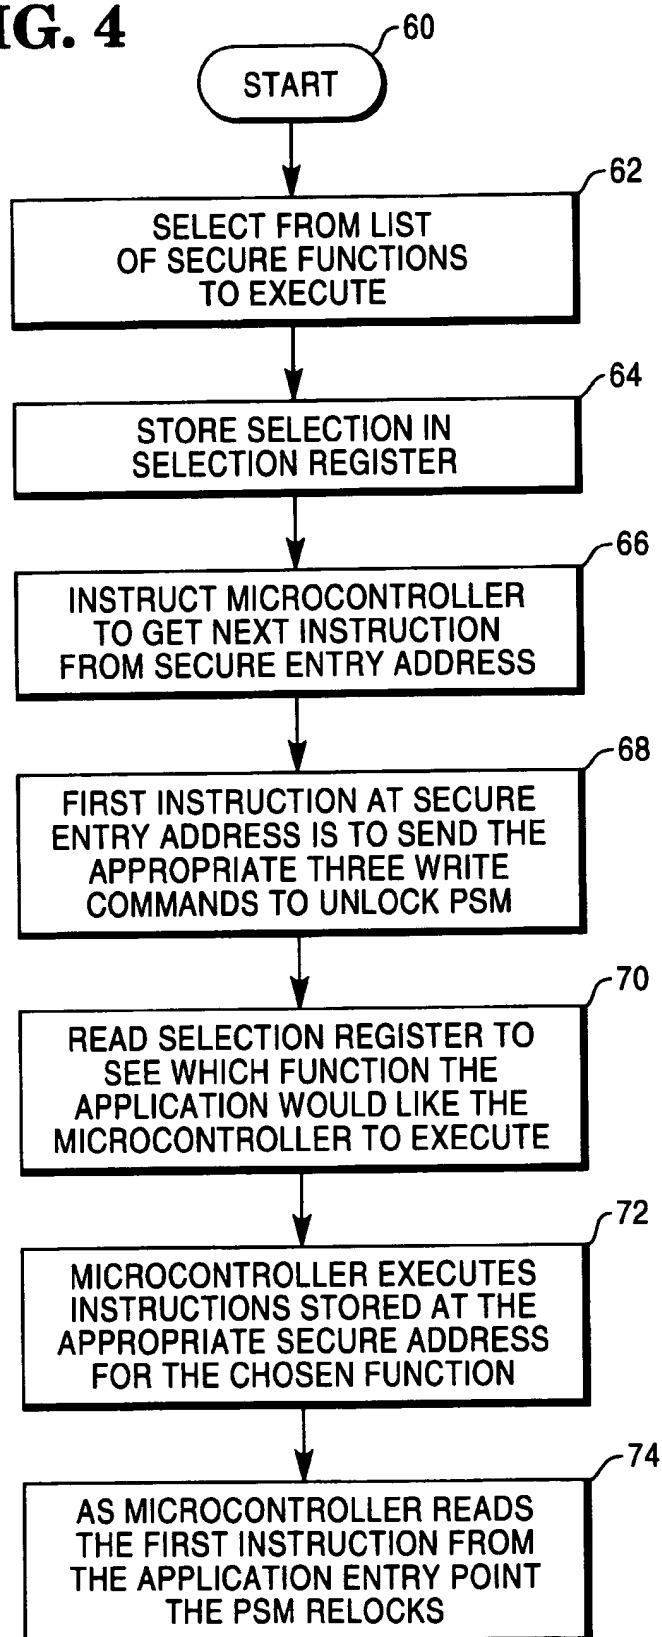 IG. 4
60
START
62
SELECT FROM LIST
OF SECURE FUNCTIONS
TO EXECUTE
64
STORE SELECTION IN
SELECTION REGISTER
66
INSTRUCT MICROCONTROLLER
TO GET NEXT INSTRUCTION
FROM SECURE ENTRY ADDRESS
68
FIRST INSTRUCTION AT SECURE
ENTRY ADDRESS IS TO SEND THE
APPROPRIATE THREE WRITE
COMMANDS TO UNLOCK PSM
70
READ SELECTION REGISTER TO
SEE WHICH FUNCTION THE
APPLICATION WOULD LIKE THE
MICROCONTROLLER TO EXECUTE
72
MICROCONTROLLER EXECUTES
INSTRUCTIONS STORED AT THE
APPROPRIATE SECURE ADDRESS
FOR THE CHOSEN FUNCTION
74
AS MICROCONTROLLER READS
THE FIRST INSTRUCTION FROM
THE APPLICATION ENTRY POINT
THE PSM RELOCKS